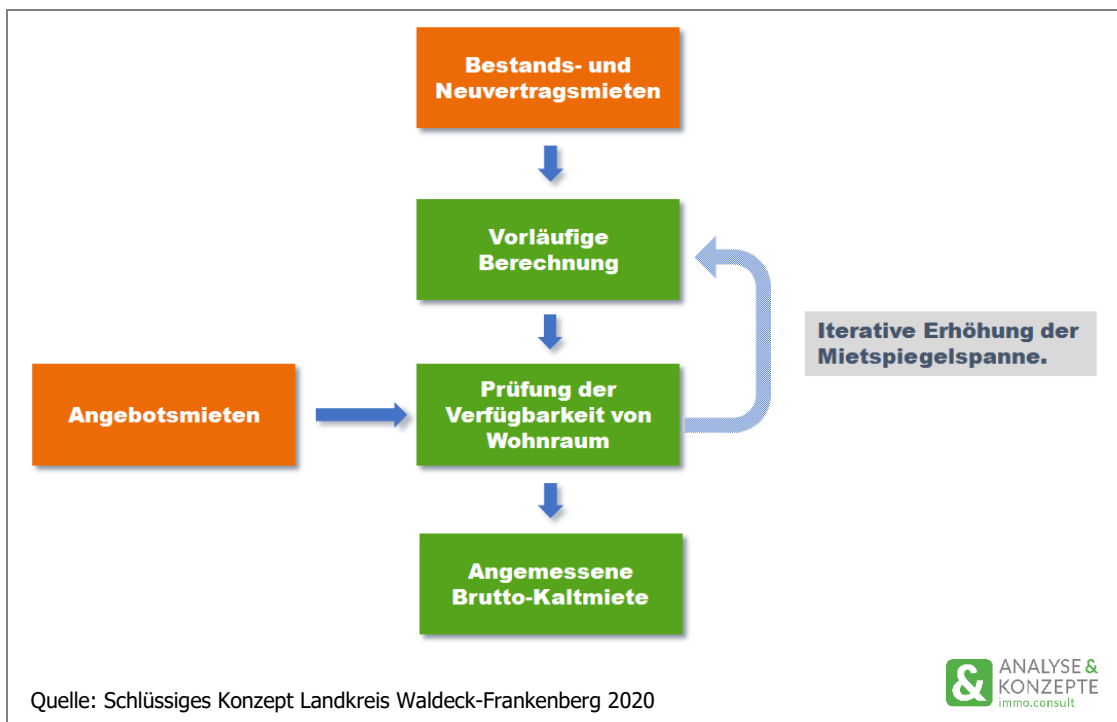 Bestands- und
Neuvertragsmieten
Vorläufige
Berechnung
Iterative Erhöhung der
Mietspiegelspanne.
Angebotsmieten
Prüfung der
Verfügbarkeit von
Wohnraum
Angemessene
Brutto-Kaltmiete
Quelle: Schlüssiges Konzept Landkreis Waldeck-Frankenberg 2020
&
ANALYSE &
KONZEPTE
immo.consult